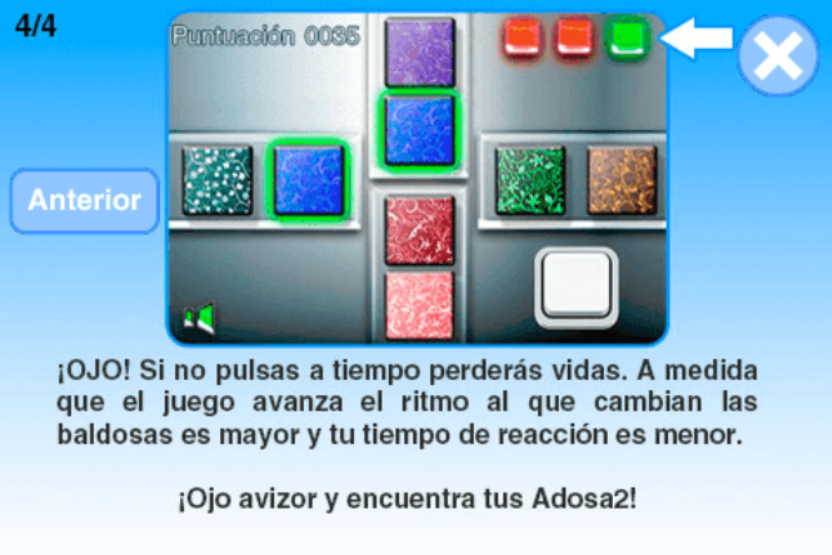 4/4
Puntuación 0035
Anterior
¡OJO! Si no pulsas a tiempo perderás vidas. A medida
que el juego avanza el ritmo al que cambian las
baldosas es mayor y tu tiempo de reacción es menor.
¡Ojo avizor y encuentra tus Adosa2!